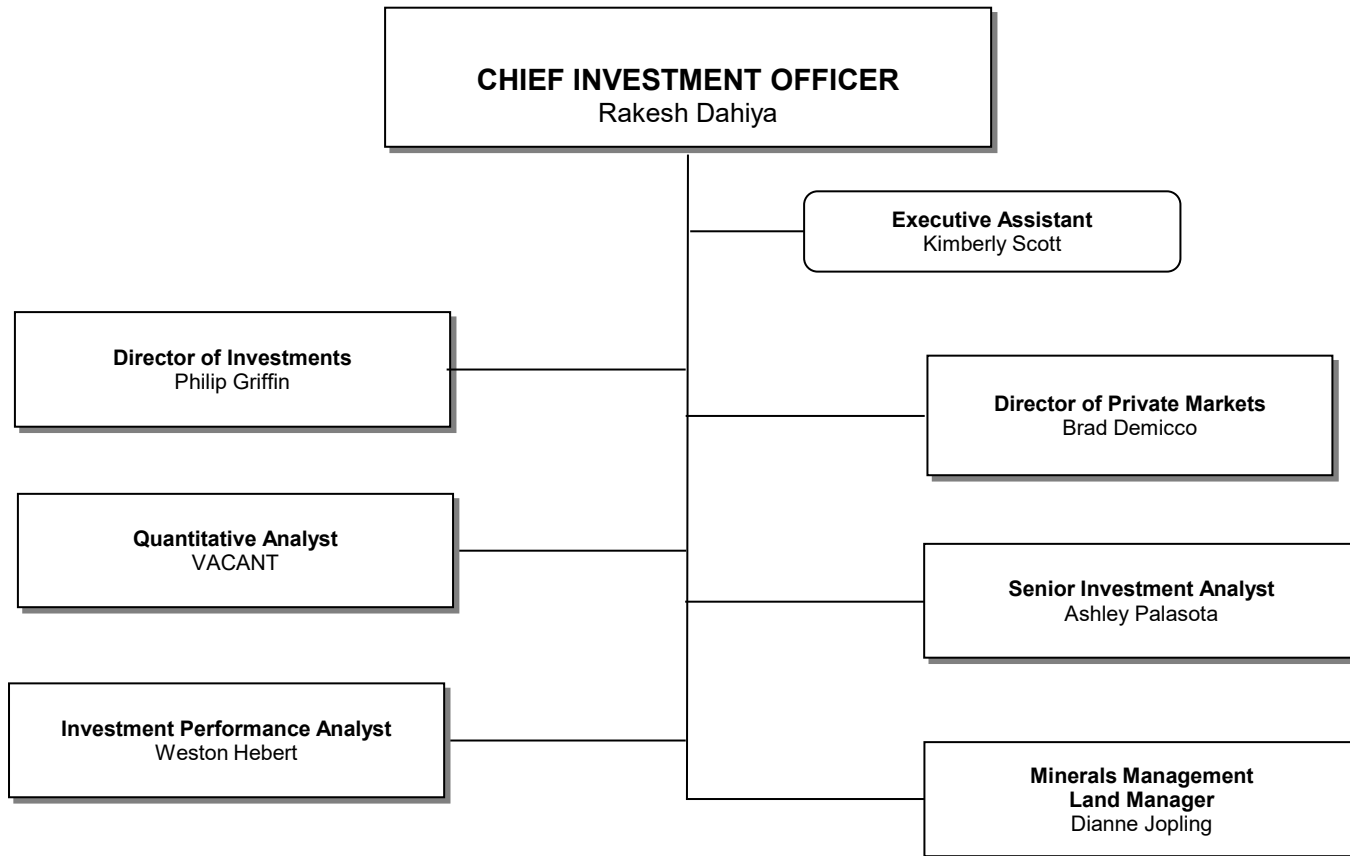 CHIEF INVESTMENT OFFICER
Rakesh Dahiya
Executive Assistant
Kimberly Scott
Director of Investments
Philip Griffin
Director of Private Markets
Brad Demicco
Quantitative Analyst
VACANT
Senior Investment Analyst
Ashley Palasota
Investment Performance Analyst
Weston Hebert
Minerals Management
Land Manager
Dianne Jopling